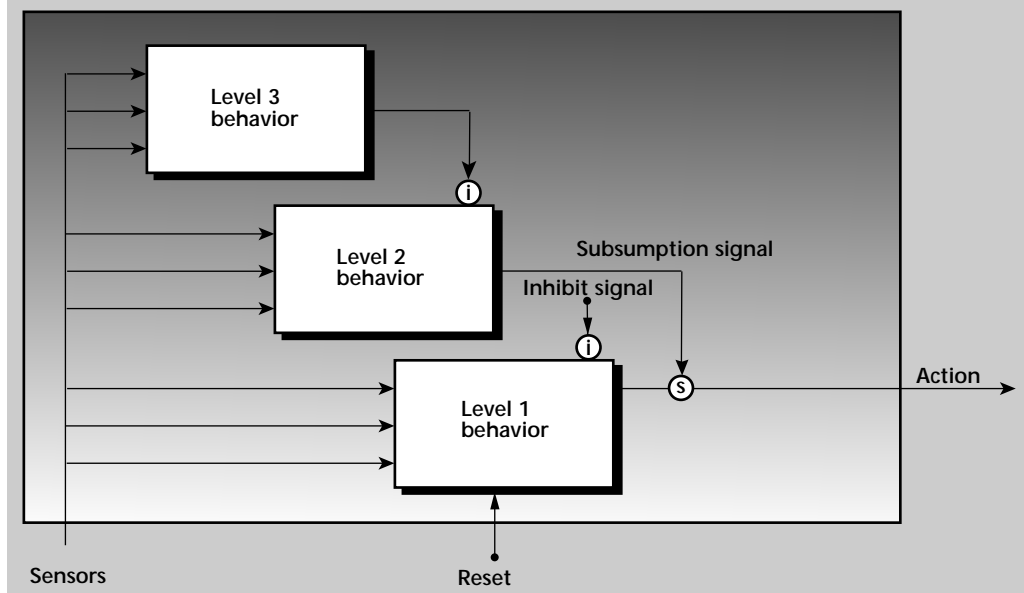 Level 3
behavior
i
Level 2
behavior
Subsumption signal
Inhibit signal
i
Level 1
behavior
S
Action
Sensors
Reset